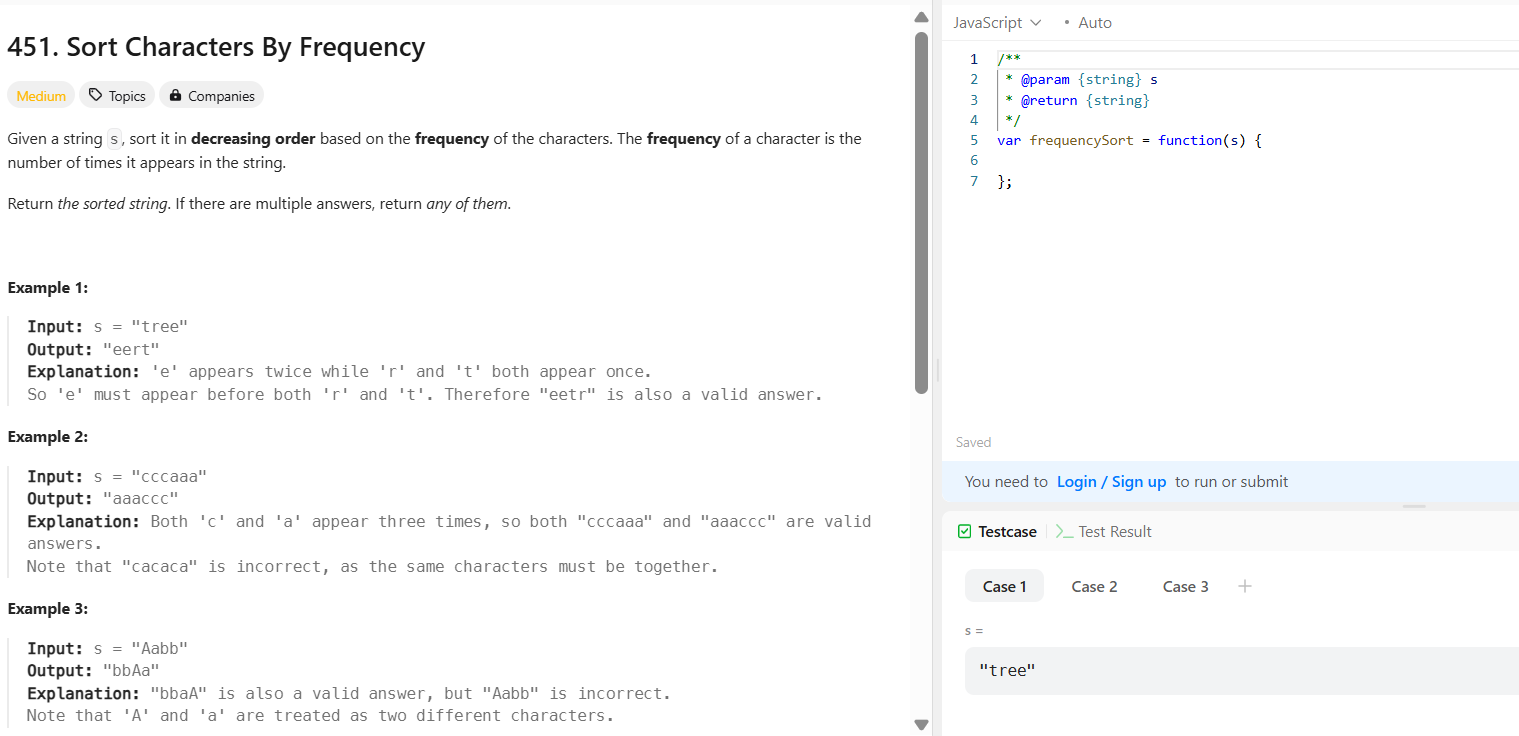 451. Sort Characters By Frequency
Medium Topics Companies
Given a string s, sort it in decreasing order based on the frequency of the characters. The frequency of a character is the
number of times it appears in the string.
Return the sorted string. If there are multiple answers, return any of them.
Example 1:
Input: s = "tree"
Output: "eert"
Explanation: 'e' appears twice while 'r' and 't' both appear once.
So 'e' must appear before both 'r' and 't'. Therefore "eetr" is also a valid answer.
Example 2:
Input: s = "cccaaa"
Output: "aaaccc"
Explanation: Both 'c' and 'a' appear three times, so both "cccaaa" and "aaaccc" are valid
answers.
Note that "cacaca" is incorrect, as the same characters must be together.
Example 3:
Input: s = "Aabb"
Output: "bbAa"
Explanation: "bbaA" is also a valid answer, but "Aabb" is incorrect.
Note that 'A' and 'a' are treated as two different characters.
JavaScript • Auto
1 /**
2 * @param {string} s
3 * @return {string}
4 */
5 var frequencySort = function(s) {
6
7 };
Saved
You need to Login / Sign up to run or submit
Testcase >_ Test Result
Case 1 Case 2 Case 3 +
s =
"tree"